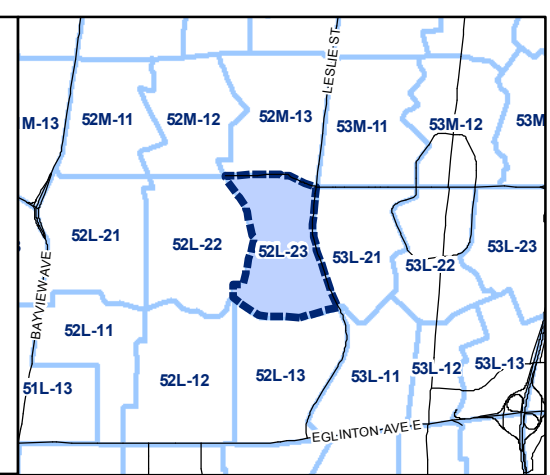 LESLIE ST
M-13
52M-11
52M-12
52M-13
53M-11
53M-12
53M
52L-21
52L-22
52L-23
53L-21
53L-22
53L-23
BAYVIEW AVE
52L-11
51L-13
52L-12
52L-13
53L-11
53L-12
53L-13
EGLINTON AVE E